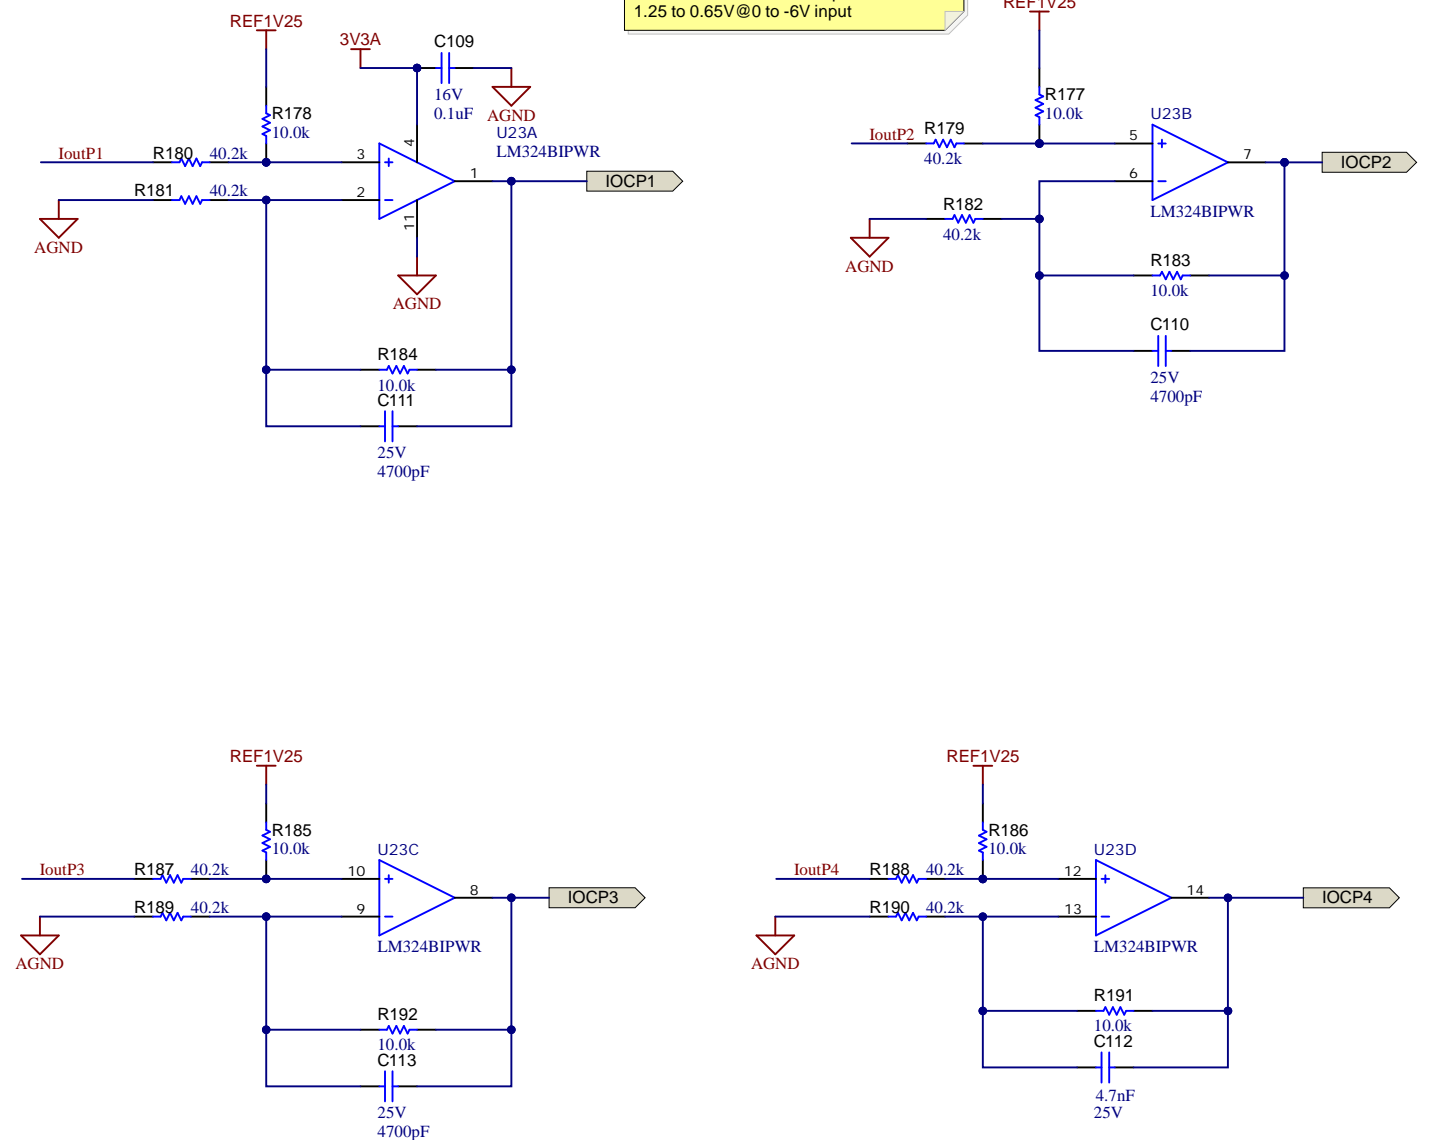 1.25 to 0.65V@0 to -6V input
REF1V25
3V3A
C109
16V
0.1uF
AGND
R178
10.0k
U23A
LM324BIPWR
IoutP1
R180
40.2k
3
4
1
IOCP1
R181
40.2k
2
11
AGND
AGND
R184
10.0k
C111
25V
4700pF
REF1V25
R177
10.0k
U23B
IoutP2
R179
40.2k
5
7
IOCP2
6
LM324BIPWR
R182
40.2k
AGND
R183
10.0k
C110
25V
4700pF
REF1V25
R185
10.0k
U23C
IoutP3
R187
40.2k
10
8
IOCP3
R189
40.2k
9
LM324BIPWR
AGND
R192
10.0k
C113
25V
4700pF
REF1V25
R186
10.0k
U23D
IoutP4
R188
40.2k
12
14
IOCP4
R190
40.2k
13
LM324BIPWR
AGND
R191
10.0k
C112
4.7nF
25V